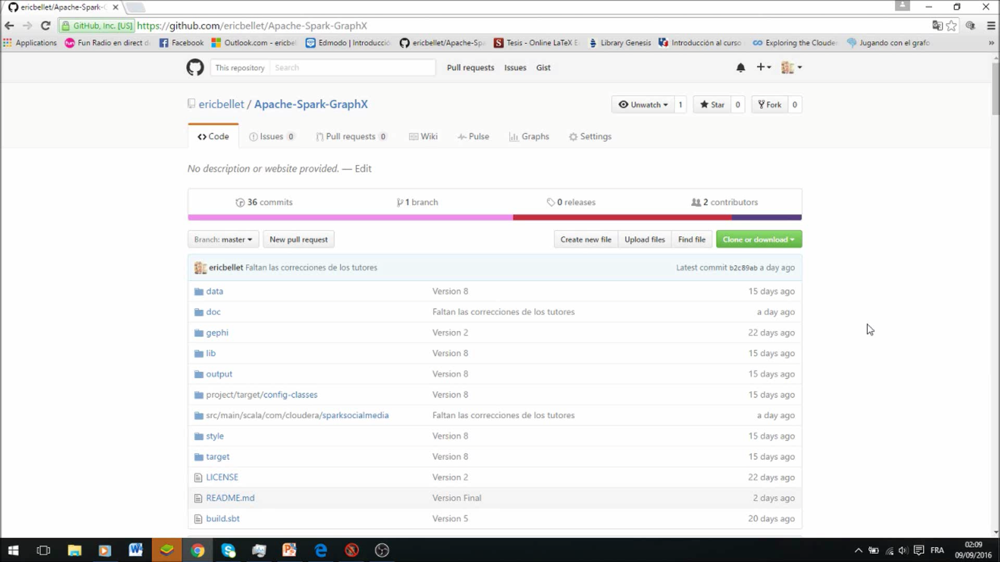 ericbellet/Apache-Spark-G
GitHub, Inc. [US] https://github.com/ericbellet/Apache-Spark-GraphX
Applications fun Fun Radio en direct d Facebook Outlook.com - ericbel Edmodo | Introducció ericbellet/Apache-Spa Tesis - Online LaTeX E Library Genesis Introducción al curso Exploring the Cloude Jugando con el grafo »
This repository Search Pull requests Issues Gist
ericbellet / Apache-Spark-GraphX Unwatch 1 Star 0 Fork 0
Code Issues 0 Pull requests 0 Wiki Pulse Graphs Settings
No description or website provided. — Edit
36 commits 1 branch 0 releases 2 contributors
Branch: master New pull request Create new file Upload files Find file Clone or download
ericbellet Faltan las correcciones de los tutores Latest commit b2c89ab a day ago
data Version 8 15 days ago
doc Faltan las correcciones de los tutores a day ago
gephi Version 2 22 days ago
lib Version 8 15 days ago
output Version 8 15 days ago
project/target/config-classes Version 8 15 days ago
src/main/scala/com/cloudera/sparksocialmedia Faltan las correcciones de los tutores a day ago
style Version 8 15 days ago
target Version 8 15 days ago
LICENSE Version 2 22 days ago
README.md Version Final 2 days ago
build.sbt Version 5 20 days ago
FRA 02:09
09/09/2016